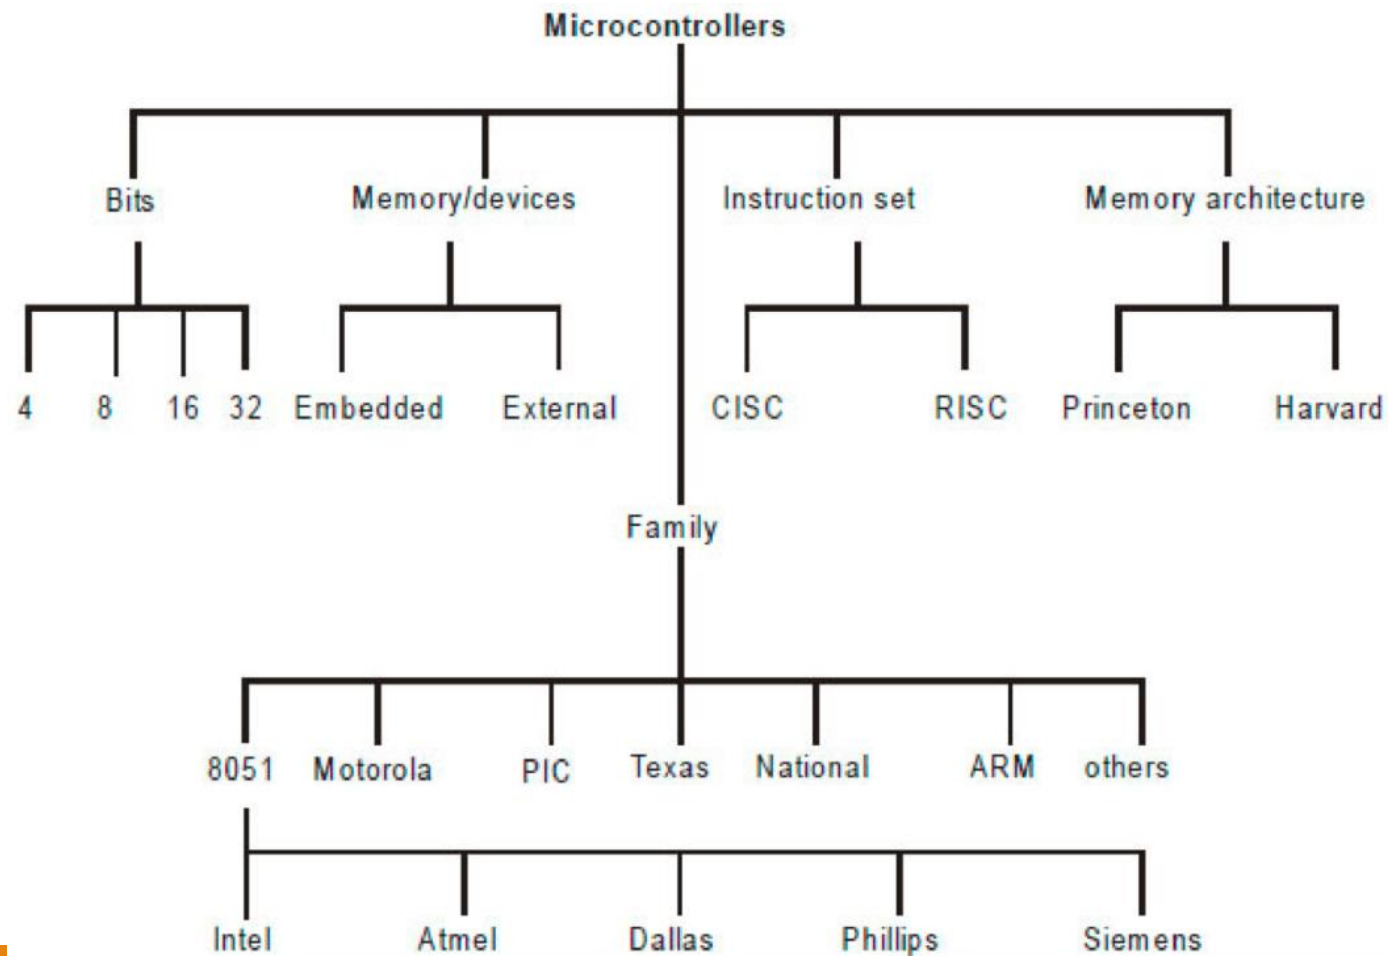 Microcontrollers
Bits Memory/devices Instruction set Memory architecture
4 8 16 32 Embedded External CISC RISC Princeton Harvard
Family
8051 Motorola PIC Texas National ARM others
Intel Atmel Dallas Phillips Siemens